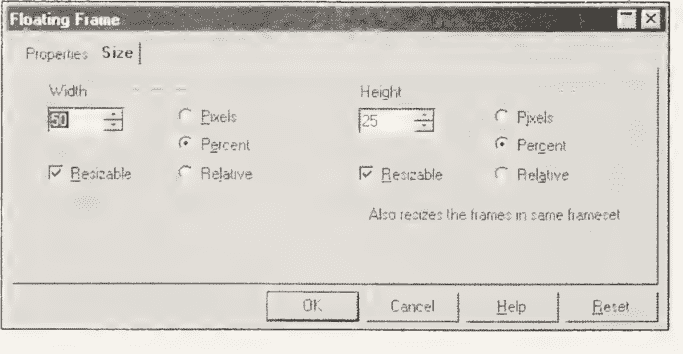 Floating Frame
Properties Size
Width Height
50 Pixels 25 Pixels
Percent Percent
Resizable Relative Resizable Relative
Also resizes the frames in same frameset
OK Cancel Help Reset